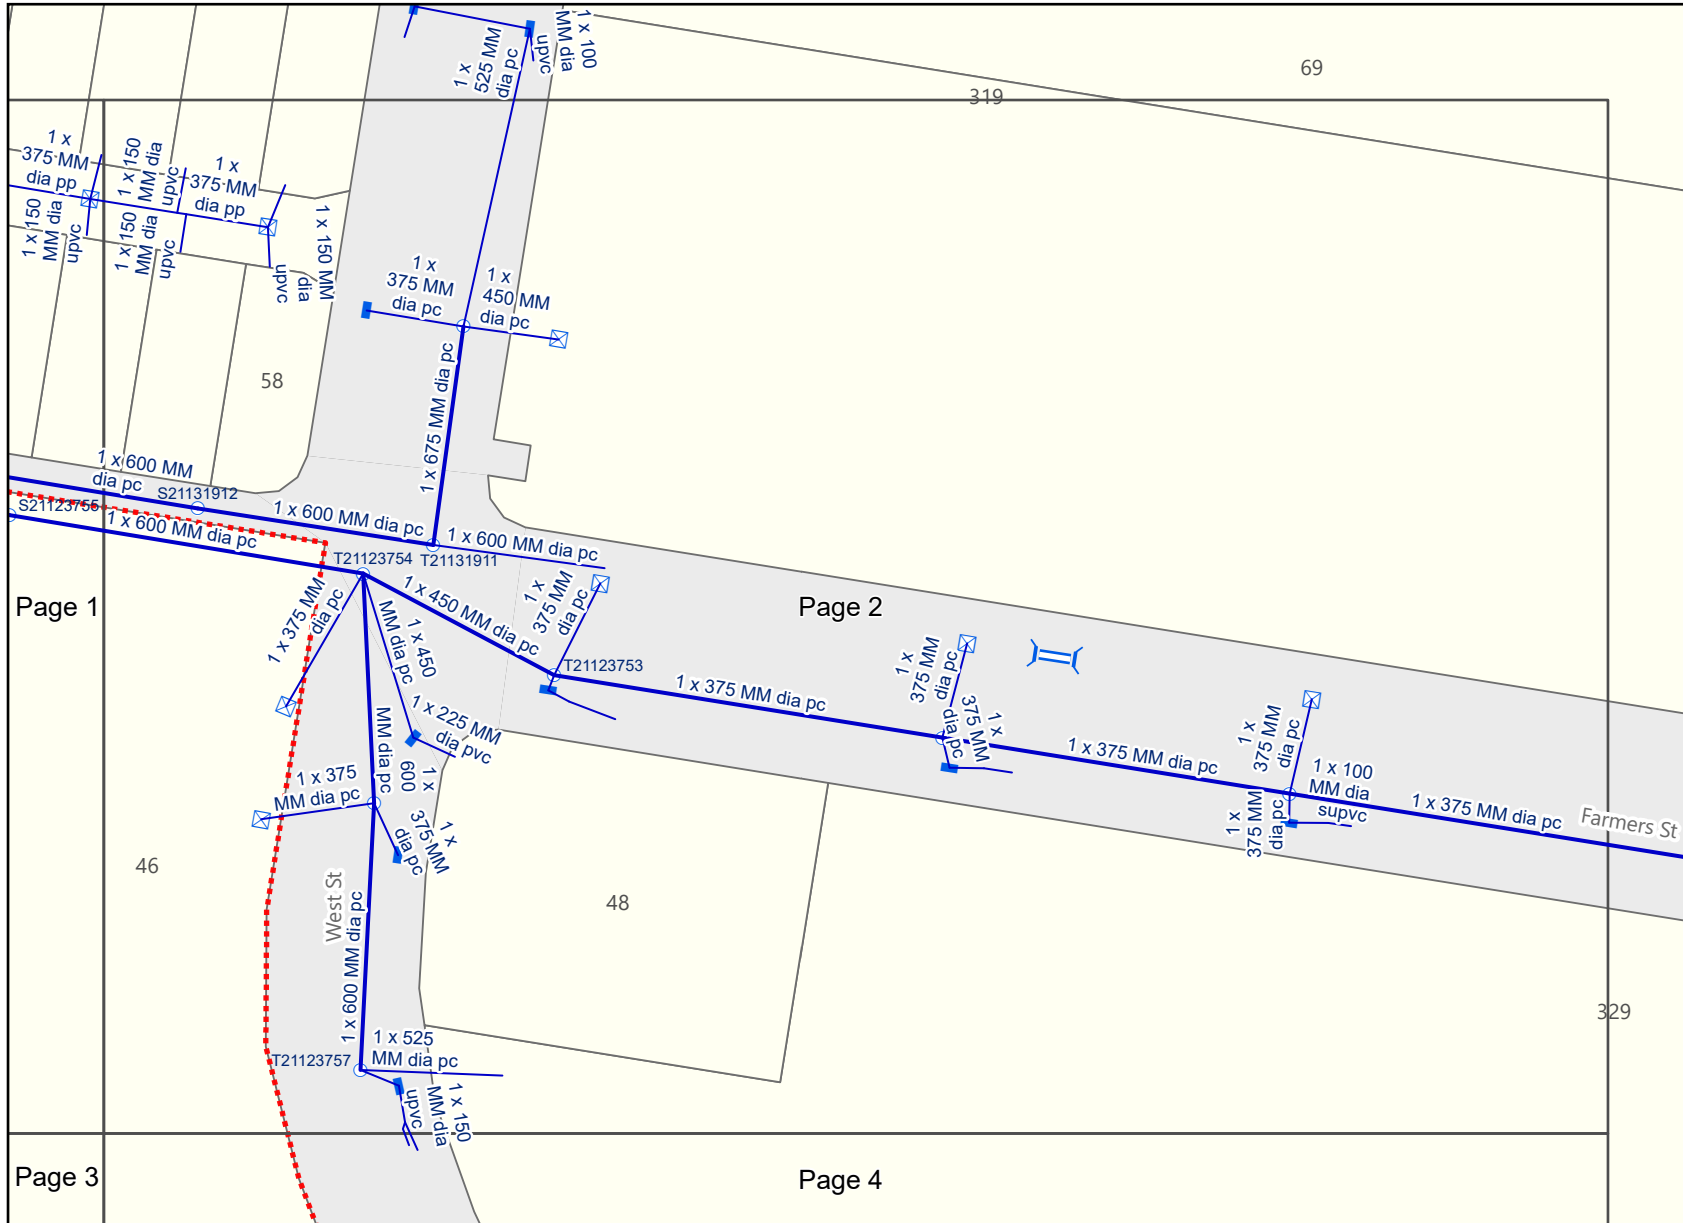 1 x 100
MM dia
upvc
1 x
525 MM
dia pc
69
319
1 x
375 MM
dia pp
1 x 150
MM dia
upvc
1 x
375 MM
dia pp
1 x 150
MM dia
upvc
1 x 150
MM dia
upvc
1 x 150 MM
dia
upvc
1 x
375 MM
dia pc
1 x
450 MM
dia pc
58
1 x 675 MM dia pc
1 x 600 MM
dia pc
S21131912
S21123755
1 x 600 MM dia pc
1 x 600 MM dia pc
1 x 600 MM dia pc
T21123754
T21131911
Page 1
1 x 375 MM
dia pc
1 x 450
MM dia pc
1 x 450 MM dia pc
1 x
375 MM
dia pc
Page 2
T21123753
1 x
375 MM
dia pc
1 x 375 MM dia pc
1 x
375 MM
dia pc
1 x 225 MM
dia pvc
1 x
600
MM dia pc
1 x 375 MM dia pc
1 x
375 MM
dia pc
1 x 375
MM dia pc
1 x
375 MM
dia pc
1 x 100
MM dia
supvc
1 x
375 MM
dia pc
1 x 375 MM dia pc
Farmers St
46
West St
48
1 x 600 MM dia pc
329
1 x 525
MM dia pc
T21123757
1 x 150
MM dia
upvc
Page 3
Page 4